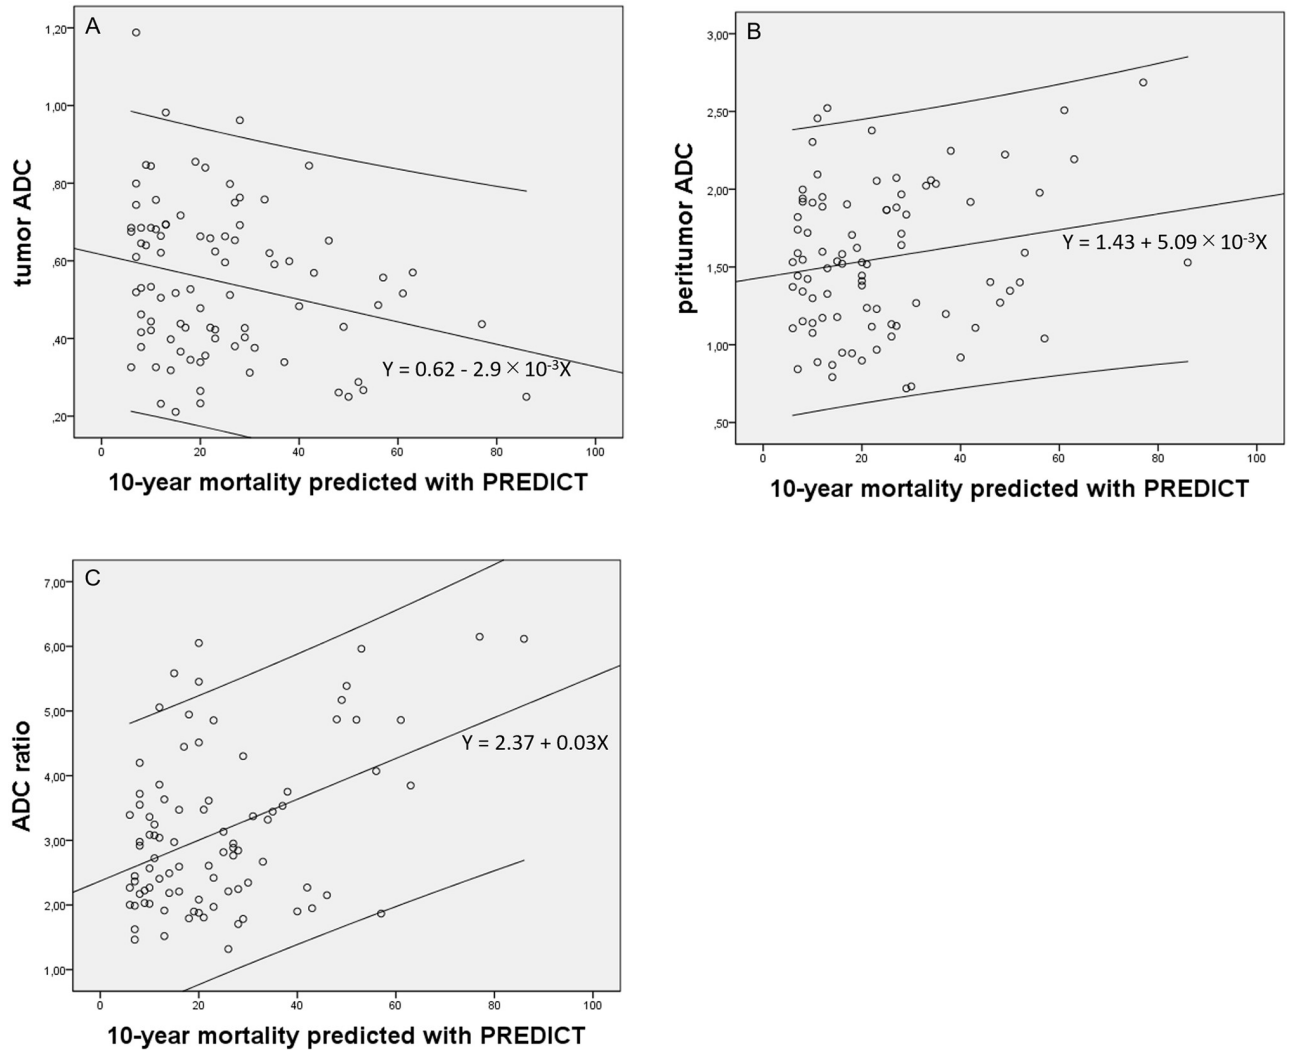 A
1,20
1,00
,80
,60
,40
,20
tumor ADC
Y = 0.62 - 2.9 × 10-3X
0 20 40 60 80 100
10-year mortality predicted with PREDICT
B
3,00
2,50
2,00
1,50
1,00
,50
peritumor ADC
Y = 1.43 + 5.09 × 10-3X
0 20 40 60 80 100
10-year mortality predicted with PREDICT
C
7,00
6,00
5,00
4,00
3,00
2,00
1,00
ADC ratio
Y = 2.37 + 0.03X
0 20 40 60 80 100
10-year mortality predicted with PREDICT